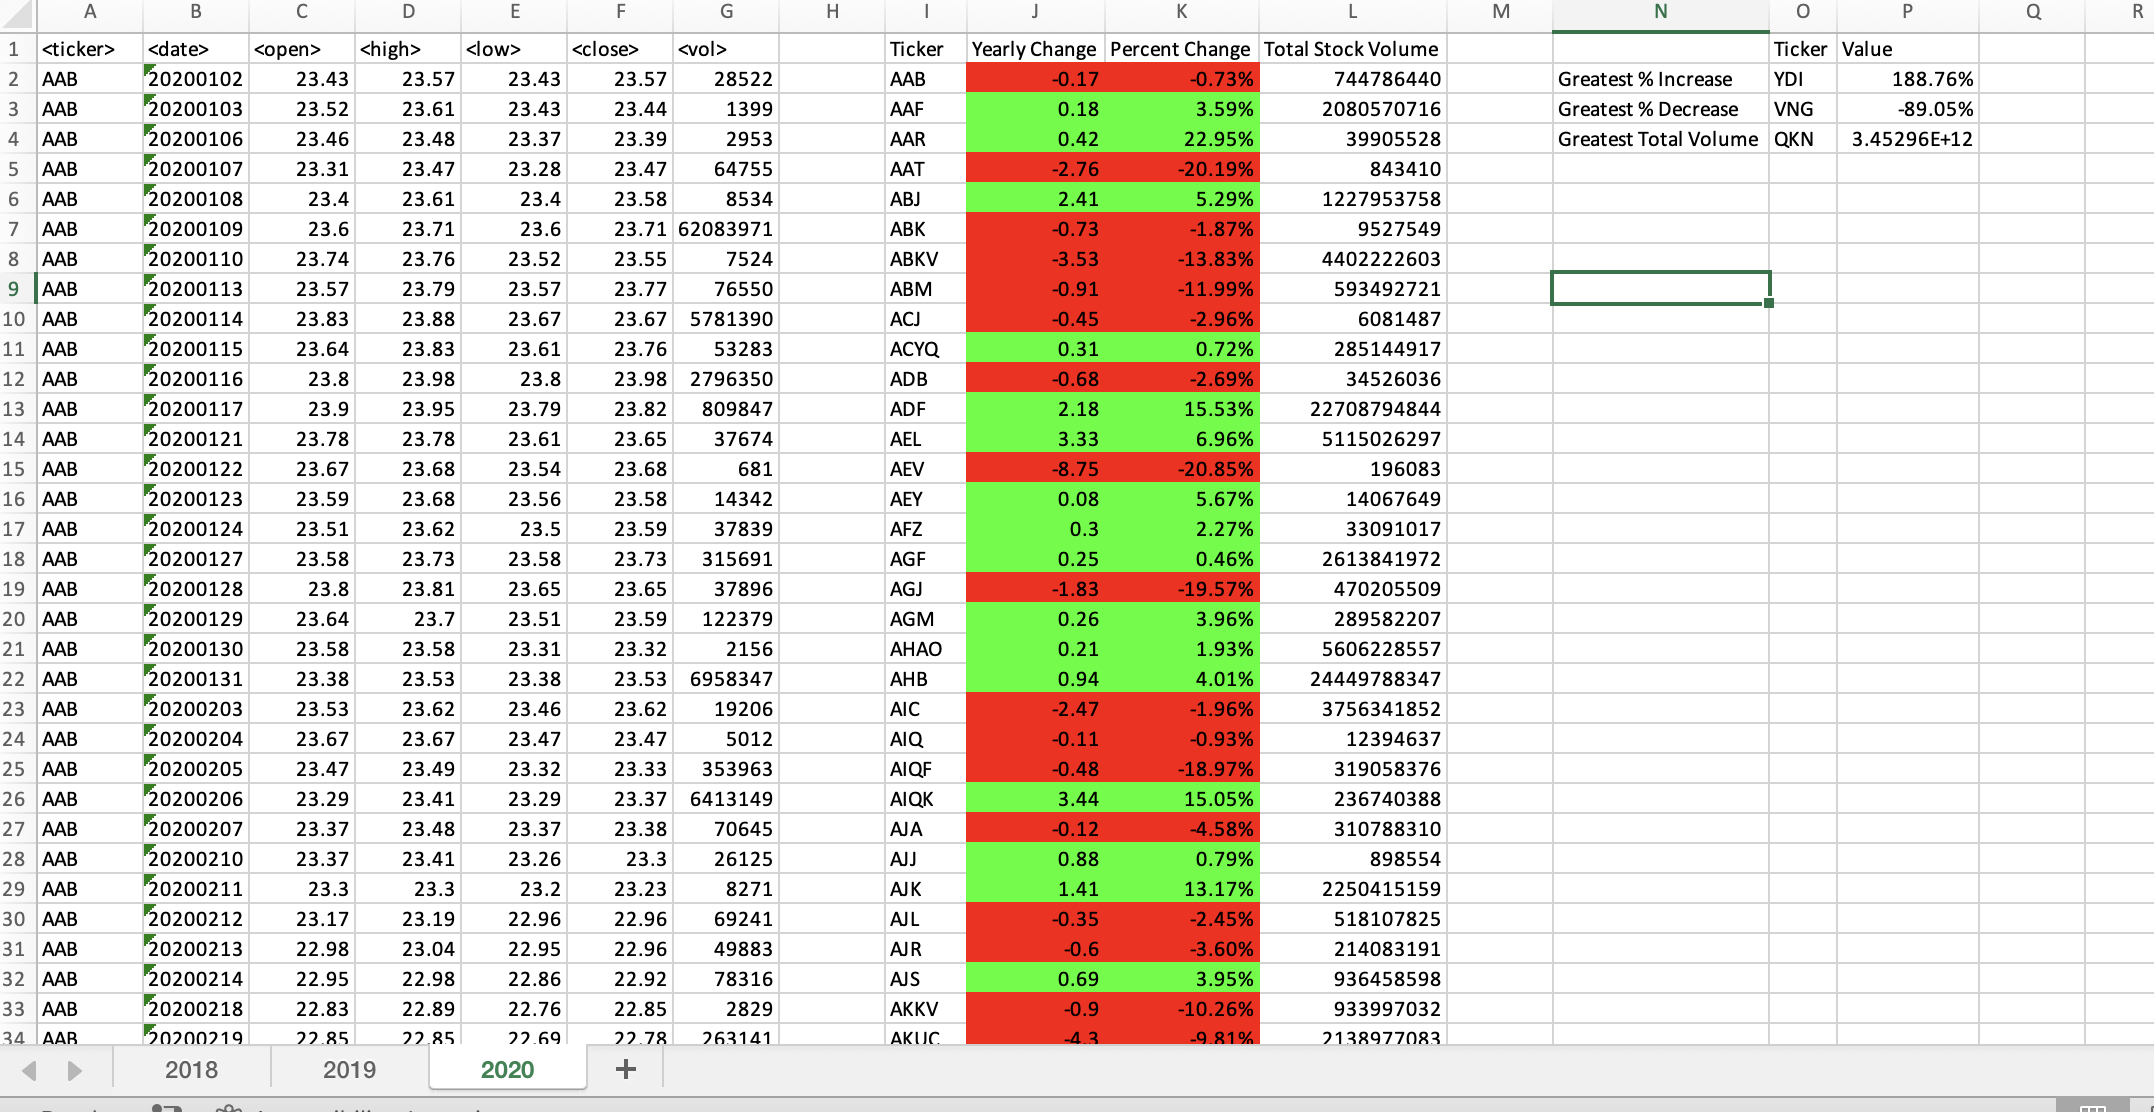 A B C D E F G H I J K L M N O P Q R
1 <ticker> <date> <open> <high> <low> <close> <vol> Ticker Yearly Change Percent Change Total Stock Volume Ticker Value
2 AAB 20200102 23.43 23.57 23.43 23.57 28522 AAB -0.17 -0.73% 744786440 Greatest % Increase YDI 188.76%
3 AAB 20200103 23.52 23.61 23.43 23.44 1399 AAF 0.18 3.59% 2080570716 Greatest % Decrease VNG -89.05%
4 AAB 20200106 23.46 23.48 23.37 23.39 2953 AAR 0.42 22.95% 39905528 Greatest Total Volume QKN 3.45296E+12
5 AAB 20200107 23.31 23.47 23.28 23.47 64755 AAT -2.76 -20.19% 843410
6 AAB 20200108 23.4 23.61 23.4 23.58 8534 ABJ 2.41 5.29% 1227953758
7 AAB 20200109 23.6 23.71 23.6 23.71 62083971 ABK -0.73 -1.87% 9527549
8 AAB 20200110 23.74 23.76 23.52 23.55 7524 ABKV -3.53 -13.83% 4402222603
9 AAB 20200113 23.57 23.79 23.57 23.77 76550 ABM -0.91 -11.99% 593492721
10 AAB 20200114 23.83 23.88 23.67 23.67 5781390 ACJ -0.45 -2.96% 6081487
11 AAB 20200115 23.64 23.83 23.61 23.76 53283 ACYQ 0.31 0.72% 285144917
12 AAB 20200116 23.8 23.98 23.8 23.98 2796350 ADB -0.68 -2.69% 34526036
13 AAB 20200117 23.9 23.95 23.79 23.82 809847 ADF 2.18 15.53% 22708794844
14 AAB 20200121 23.78 23.78 23.61 23.65 37674 AEL 3.33 6.96% 5115026297
15 AAB 20200122 23.67 23.68 23.54 23.68 681 AEV -8.75 -20.85% 196083
16 AAB 20200123 23.59 23.68 23.56 23.58 14342 AEY 0.08 5.67% 14067649
17 AAB 20200124 23.51 23.62 23.5 23.59 37839 AFZ 0.3 2.27% 33091017
18 AAB 20200127 23.58 23.73 23.58 23.73 315691 AGF 0.25 0.46% 2613841972
19 AAB 20200128 23.8 23.81 23.65 23.65 37896 AGJ -1.83 -19.57% 470205509
20 AAB 20200129 23.64 23.7 23.51 23.59 122379 AGM 0.26 3.96% 289582207
21 AAB 20200130 23.58 23.58 23.31 23.32 2156 AHAO 0.21 1.93% 5606228557
22 AAB 20200131 23.38 23.53 23.38 23.53 6958347 AHB 0.94 4.01% 24449788347
23 AAB 20200203 23.53 23.62 23.46 23.62 19206 AIC -2.47 -1.96% 3756341852
24 AAB 20200204 23.67 23.67 23.47 23.47 5012 AIQ -0.11 -0.93% 12394637
25 AAB 20200205 23.47 23.49 23.32 23.33 353963 AIQF -0.48 -18.97% 319058376
26 AAB 20200206 23.29 23.41 23.29 23.37 6413149 AIQK 3.44 15.05% 236740388
27 AAB 20200207 23.37 23.48 23.37 23.38 70645 AJA -0.12 -4.58% 310788310
28 AAB 20200210 23.37 23.41 23.26 23.3 26125 AJJ 0.88 0.79% 898554
29 AAB 20200211 23.3 23.3 23.2 23.23 8271 AJK 1.41 13.17% 2250415159
30 AAB 20200212 23.17 23.19 22.96 22.96 69241 AJL -0.35 -2.45% 518107825
31 AAB 20200213 22.98 23.04 22.95 22.96 49883 AJR -0.6 -3.60% 214083191
32 AAB 20200214 22.95 22.98 22.86 22.92 78316 AJS 0.69 3.95% 936458598
33 AAB 20200218 22.83 22.89 22.76 22.85 2829 AKKV -0.9 -10.26% 933997032
34 AAB 20200219 22.85 22.85 22.69 22.78 263141 AKUC -4.3 -9.81% 2138977083
2018 2019 2020 +